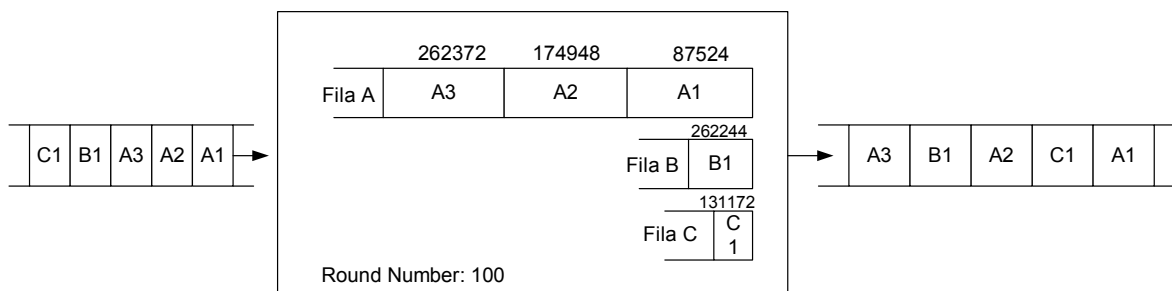 262372 174948 87524
Fila A A3 A2 A1
262244
C1 B1 A3 A2 A1
Fila B B1
A3 B1 A2 C1 A1
131172
Fila C C
1
Round Number: 100